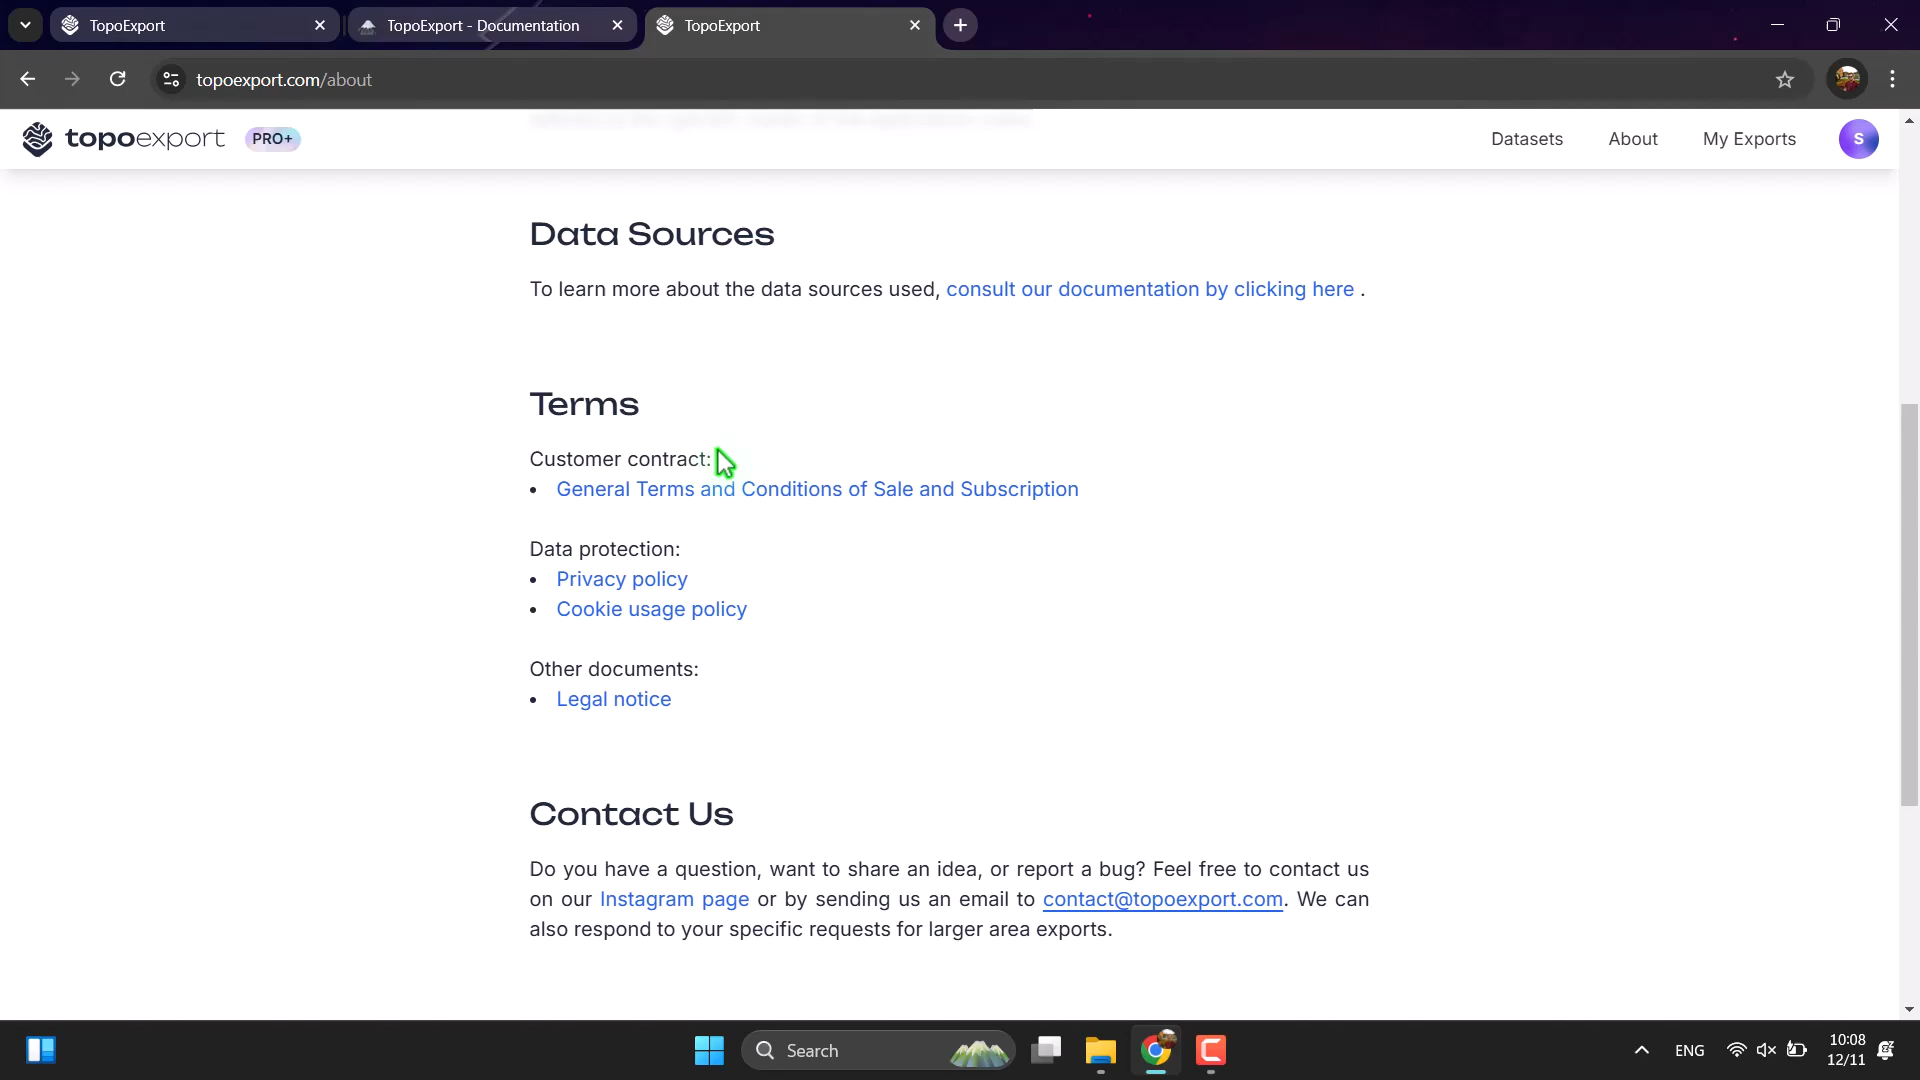 TopoExport
TopoExport - Documentation
TopoExport
topoexport.com/about
topoexport PRO+
Datasets
About
My Exports
S
Data Sources
To learn more about the data sources used, consult our documentation by clicking here .
Terms
Customer contract:
• General Terms and Conditions of Sale and Subscription
Data protection:
• Privacy policy
• Cookie usage policy
Other documents:
• Legal notice
Contact Us
Do you have a question, want to share an idea, or report a bug? Feel free to contact us
on our Instagram page or by sending us an email to contact@topoexport.com. We can
also respond to your specific requests for larger area exports.
Search
ENG
10:08
12/11